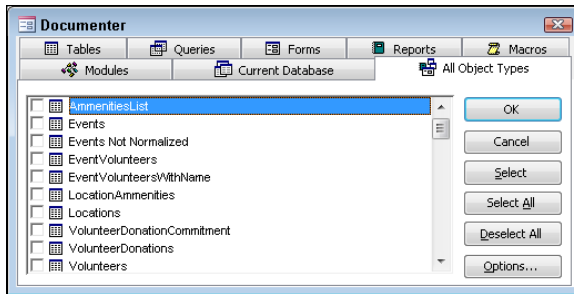 Documenter
Tables Queries Forms Reports Macros
Modules Current Database All Object Types
AmmenitiesList
Events
Events Not Normalized
EventVolunteers
EventVolunteersWithName
LocationAmmenities
Locations
VolunteerDonationCommitment
VolunteerDonations
Volunteers
OK
Cancel
Select
Select All
Deselect All
Options...